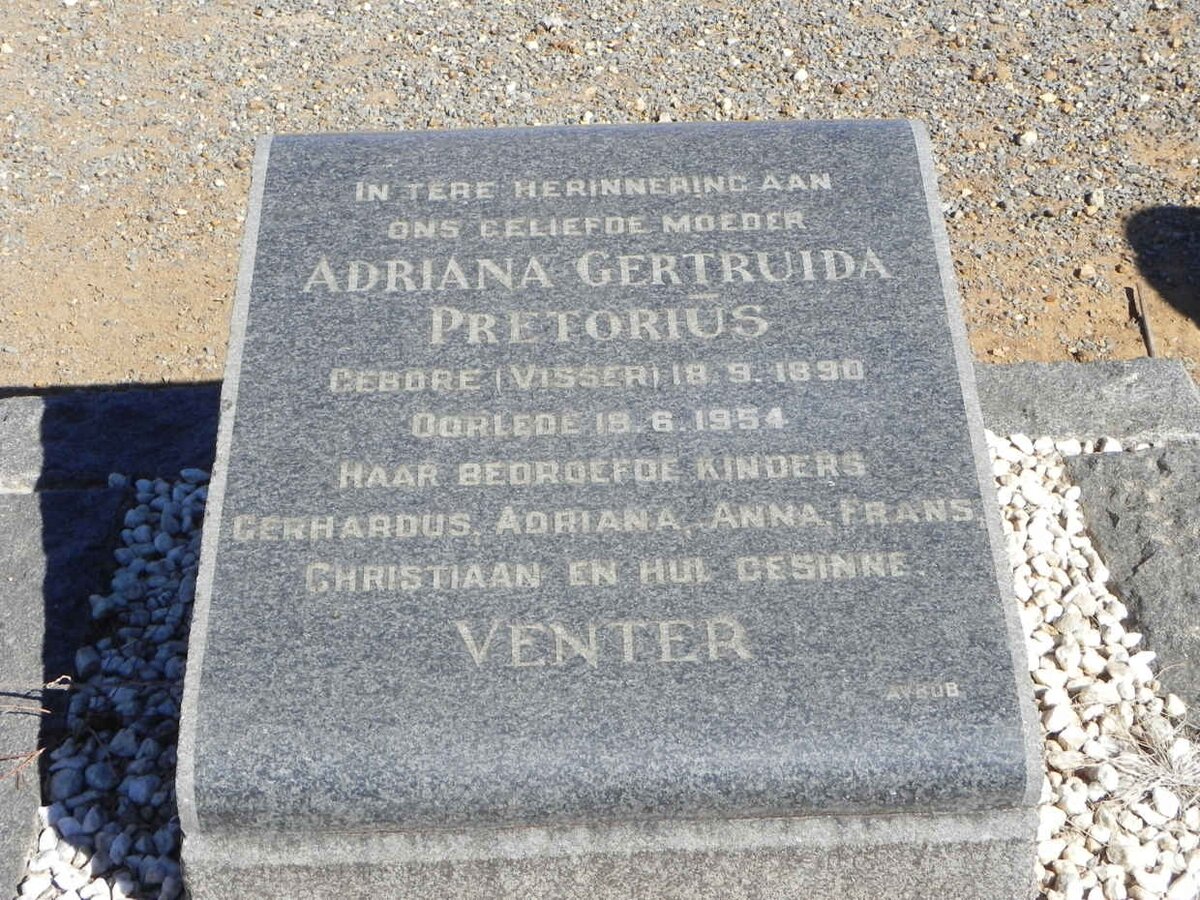 IN TERE HERINNERING AAN
ONS GELIEFDE MOEDER
ADRIANA GERTRUIDA
PRETORIŪS
GEBORE (VISSER) 18. 9. 1890
OORLEDE 18. 6. 1954
HAAR BEDROEFDE KINDERS
GERHARDUS, ADRIANA, ANNA, FRANS,
CHRISTIAAN EN HUL GESINNE.
VENTER